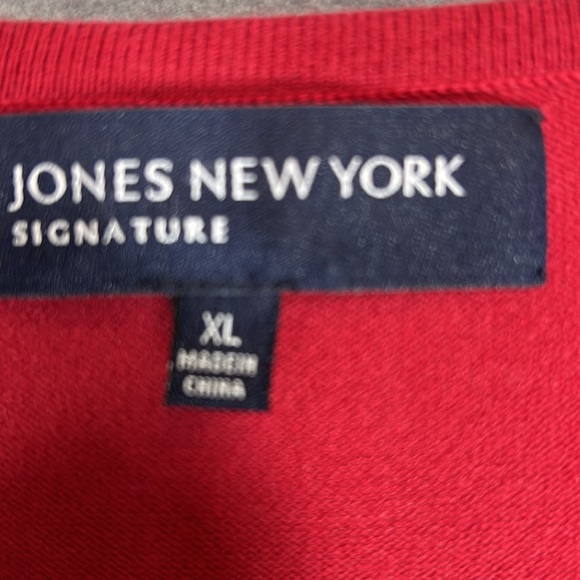 JONES NEW YORK
SIGNATURE
XL
MADE IN
CHINA